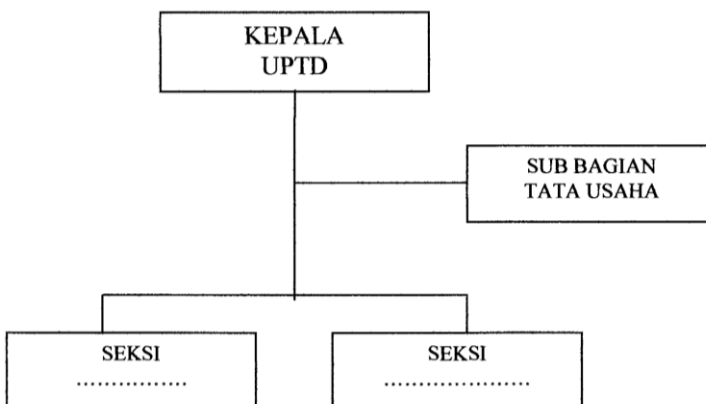 KEPALA
UPTD
SUB BAGIAN
TATA USAHA
SEKSI
................
SEKSI
.....................